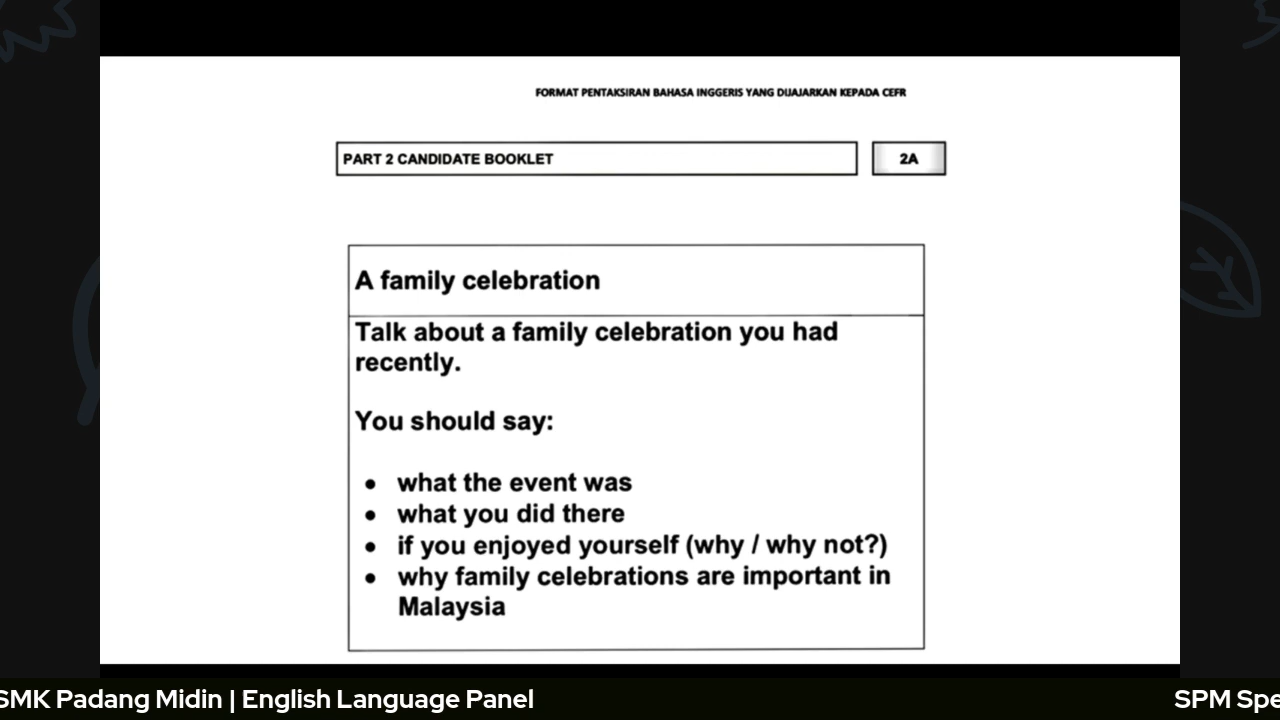 FORMAT PENTAKSIRAN BAHASA INGGERIS YANG DIJAJARKAN KEPADA CEFR
PART 2 CANDIDATE BOOKLET
2A
A family celebration
Talk about a family celebration you had
recently.
You should say:
• what the event was
• what you did there
• if you enjoyed yourself (why / why not?)
• why family celebrations are important in
Malaysia
SMK Padang Midin | English Language Panel
SPM Spe